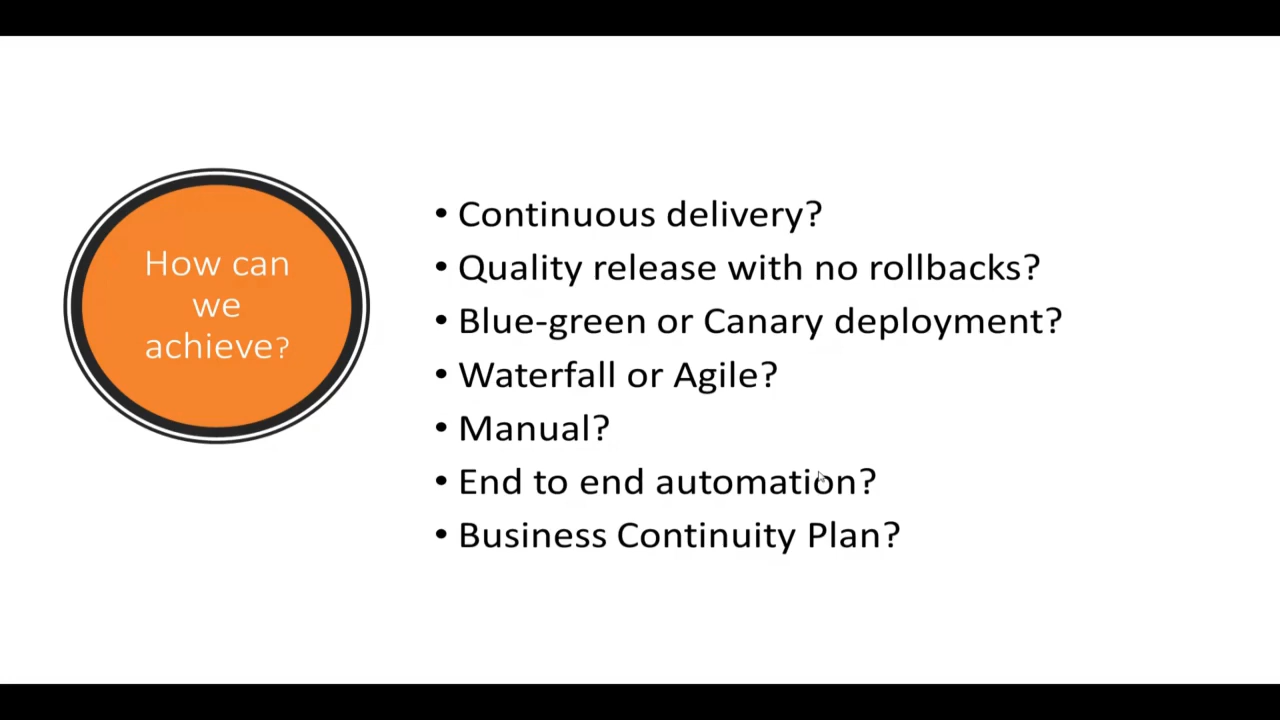 How can
we
achieve?
• Continuous delivery?
• Quality release with no rollbacks?
• Blue-green or Canary deployment?
• Waterfall or Agile?
• Manual?
• End to end automation?
• Business Continuity Plan?